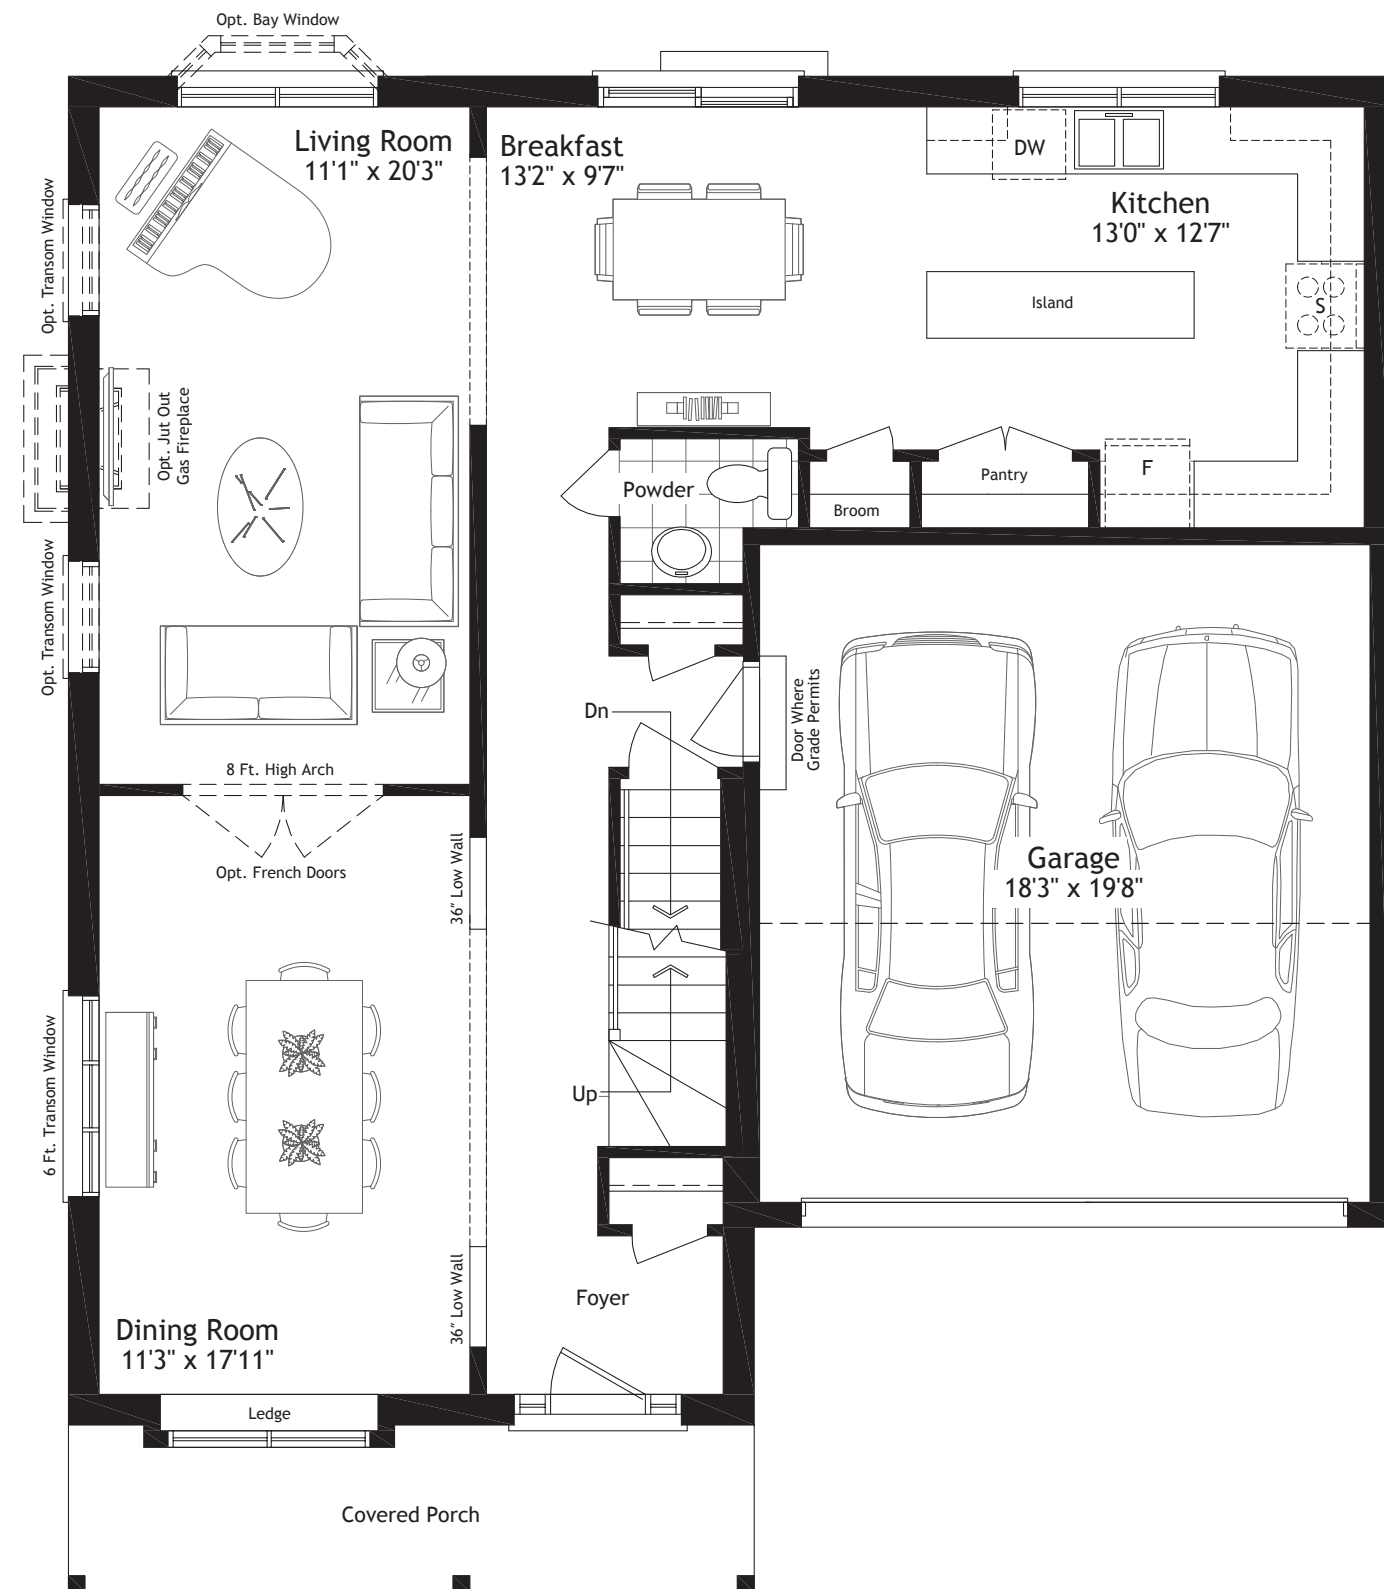 Opt. Bay Window
Living Room
11'1" x 20'3"
Breakfast
13'2" x 9'7"
DW
Kitchen
13'0" x 12'7"
Opt. Transom Window
Island
S
Opt. Jut Out
Gas Fireplace
Powder
Broom
Pantry
F
Opt. Transom Window
Dn
Door Where
Grade Permits
8 Ft. High Arch
Opt. French Doors
36" Low Wall
Garage
18'3" x 19'8"
6 Ft. Transom Window
Up
36" Low Wall
Foyer
Dining Room
11'3" x 17'11"
Ledge
Covered Porch